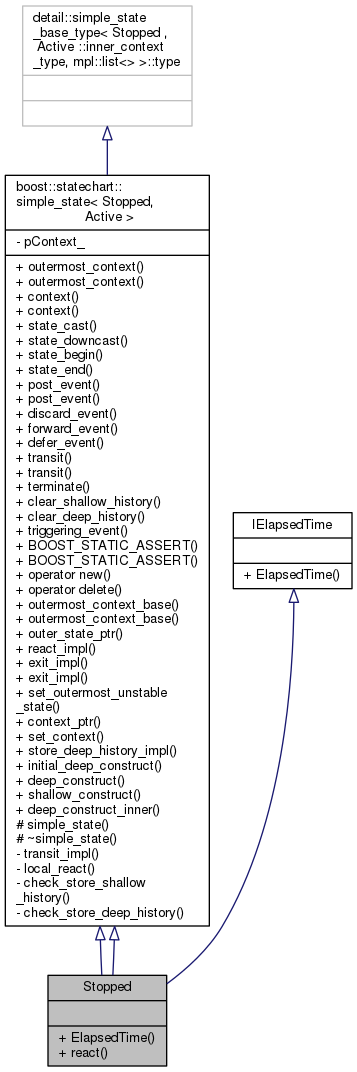 detail::simple_state
_base_type< Stopped ,
Active ::inner_context
_type, mpl::list<> >::type
boost::statechart::
simple_state< Stopped,
Active >
- pContext_
+ outermost_context()
+ outermost_context()
+ context()
+ context()
+ state_cast()
+ state_downcast()
+ state_begin()
+ state_end()
+ post_event()
+ post_event()
+ discard_event()
+ forward_event()
+ defer_event()
+ transit()
+ transit()
+ terminate()
+ clear_shallow_history()
+ clear_deep_history()
+ triggering_event()
+ BOOST_STATIC_ASSERT()
+ BOOST_STATIC_ASSERT()
+ operator new()
+ operator delete()
+ outermost_context_base()
+ outermost_context_base()
+ outer_state_ptr()
+ react_impl()
+ exit_impl()
+ exit_impl()
+ set_outermost_unstable
_state()
+ context_ptr()
+ set_context()
+ store_deep_history_impl()
+ initial_deep_construct()
+ deep_construct()
+ shallow_construct()
+ deep_construct_inner()
# simple_state()
# ~simple_state()
- transit_impl()
- local_react()
- check_store_shallow
_history()
- check_store_deep_history()
IElapsedTime
+ ElapsedTime()
Stopped
+ ElapsedTime()
+ react()